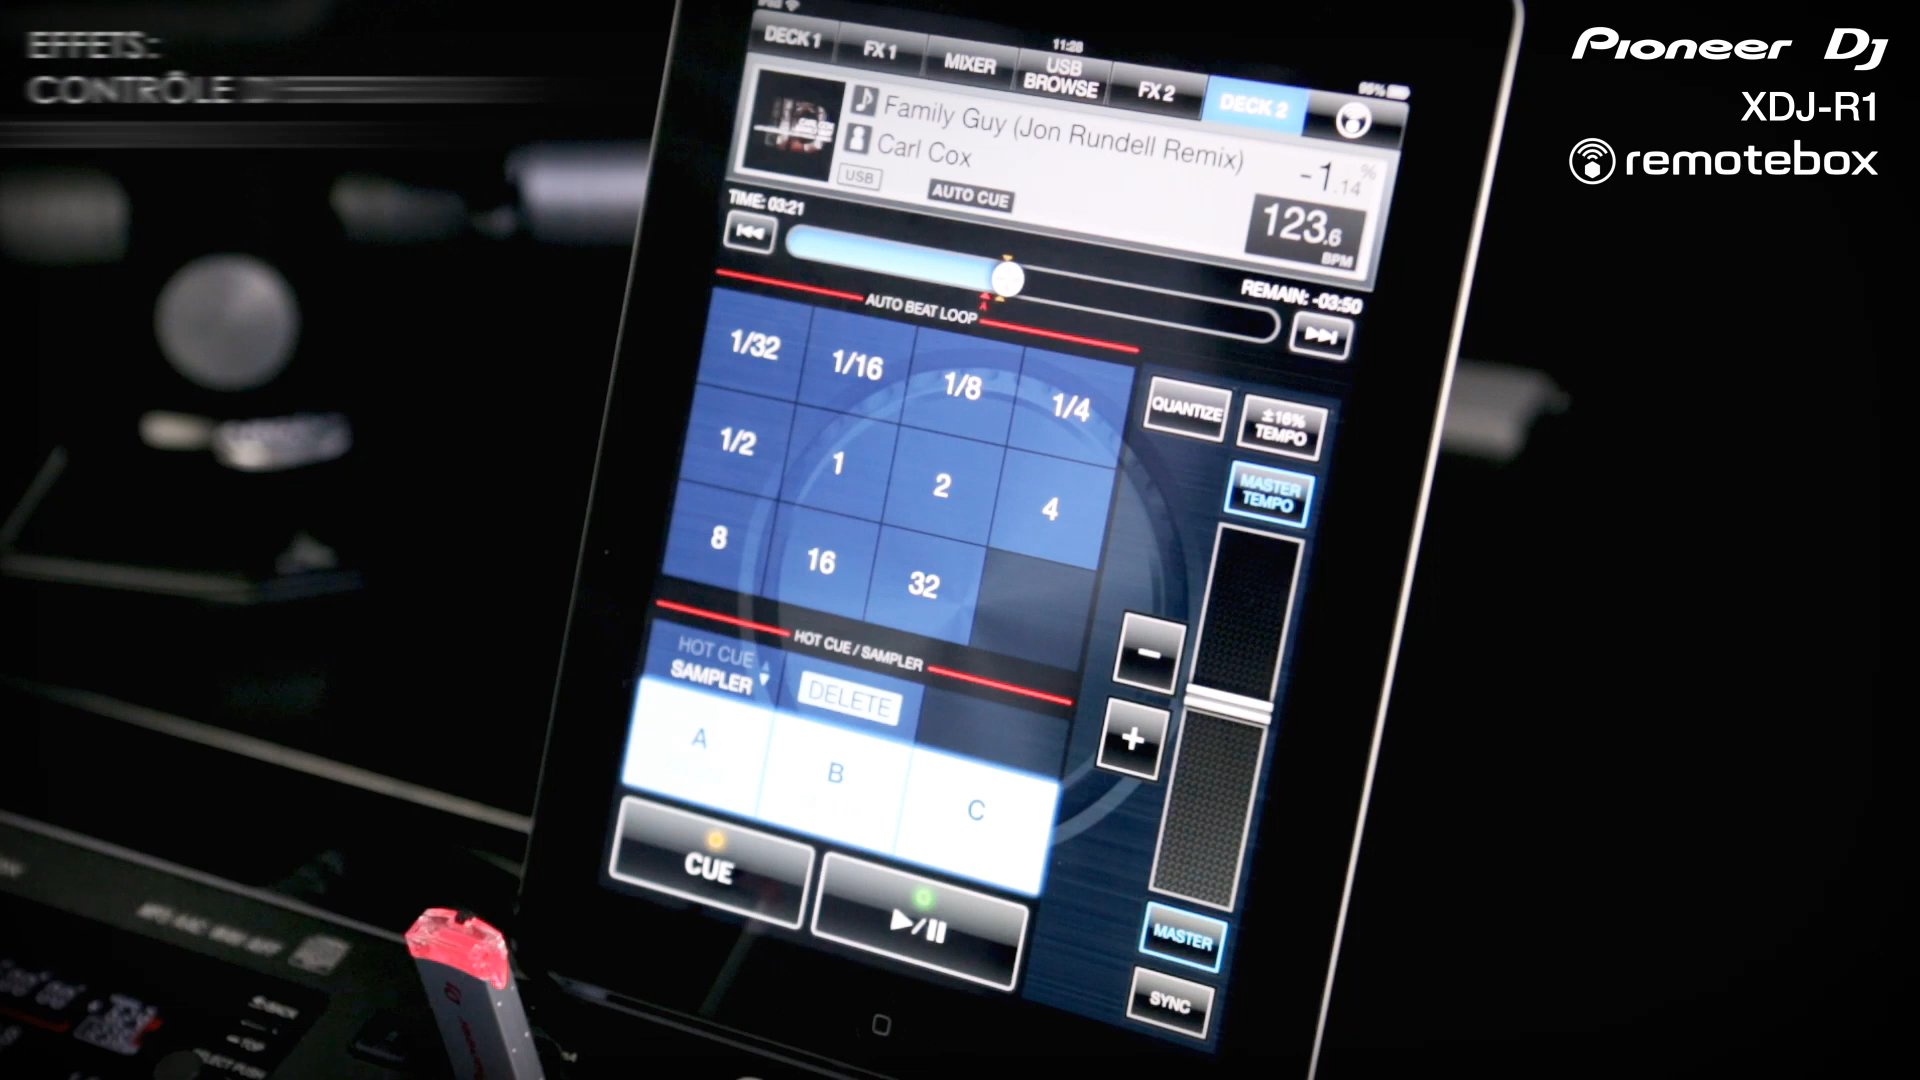 EFFETS:
CONTRÔLE
Pioneer Dj
XDJ-R1
remotebox
11:28
95%
DECK 1
FX 1
MIXER
USB BROWSE
FX 2
DECK 2
Family Guy (Jon Rundell Remix)
Carl Cox
-1.14 %
USB
AUTO CUE
123.6
BPM
TIME: 03:21
REMAIN: -03:50
A
AUTO BEAT LOOP
1/32
1/16
1/8
1/4
1/2
1
2
4
8
16
32
QUANTIZE
±16%
TEMPO
MASTER
TEMPO
HOT CUE / SAMPLER
HOT CUE
SAMPLER
DELETE
A
B
C
-
+
CUE
MASTER
SYNC